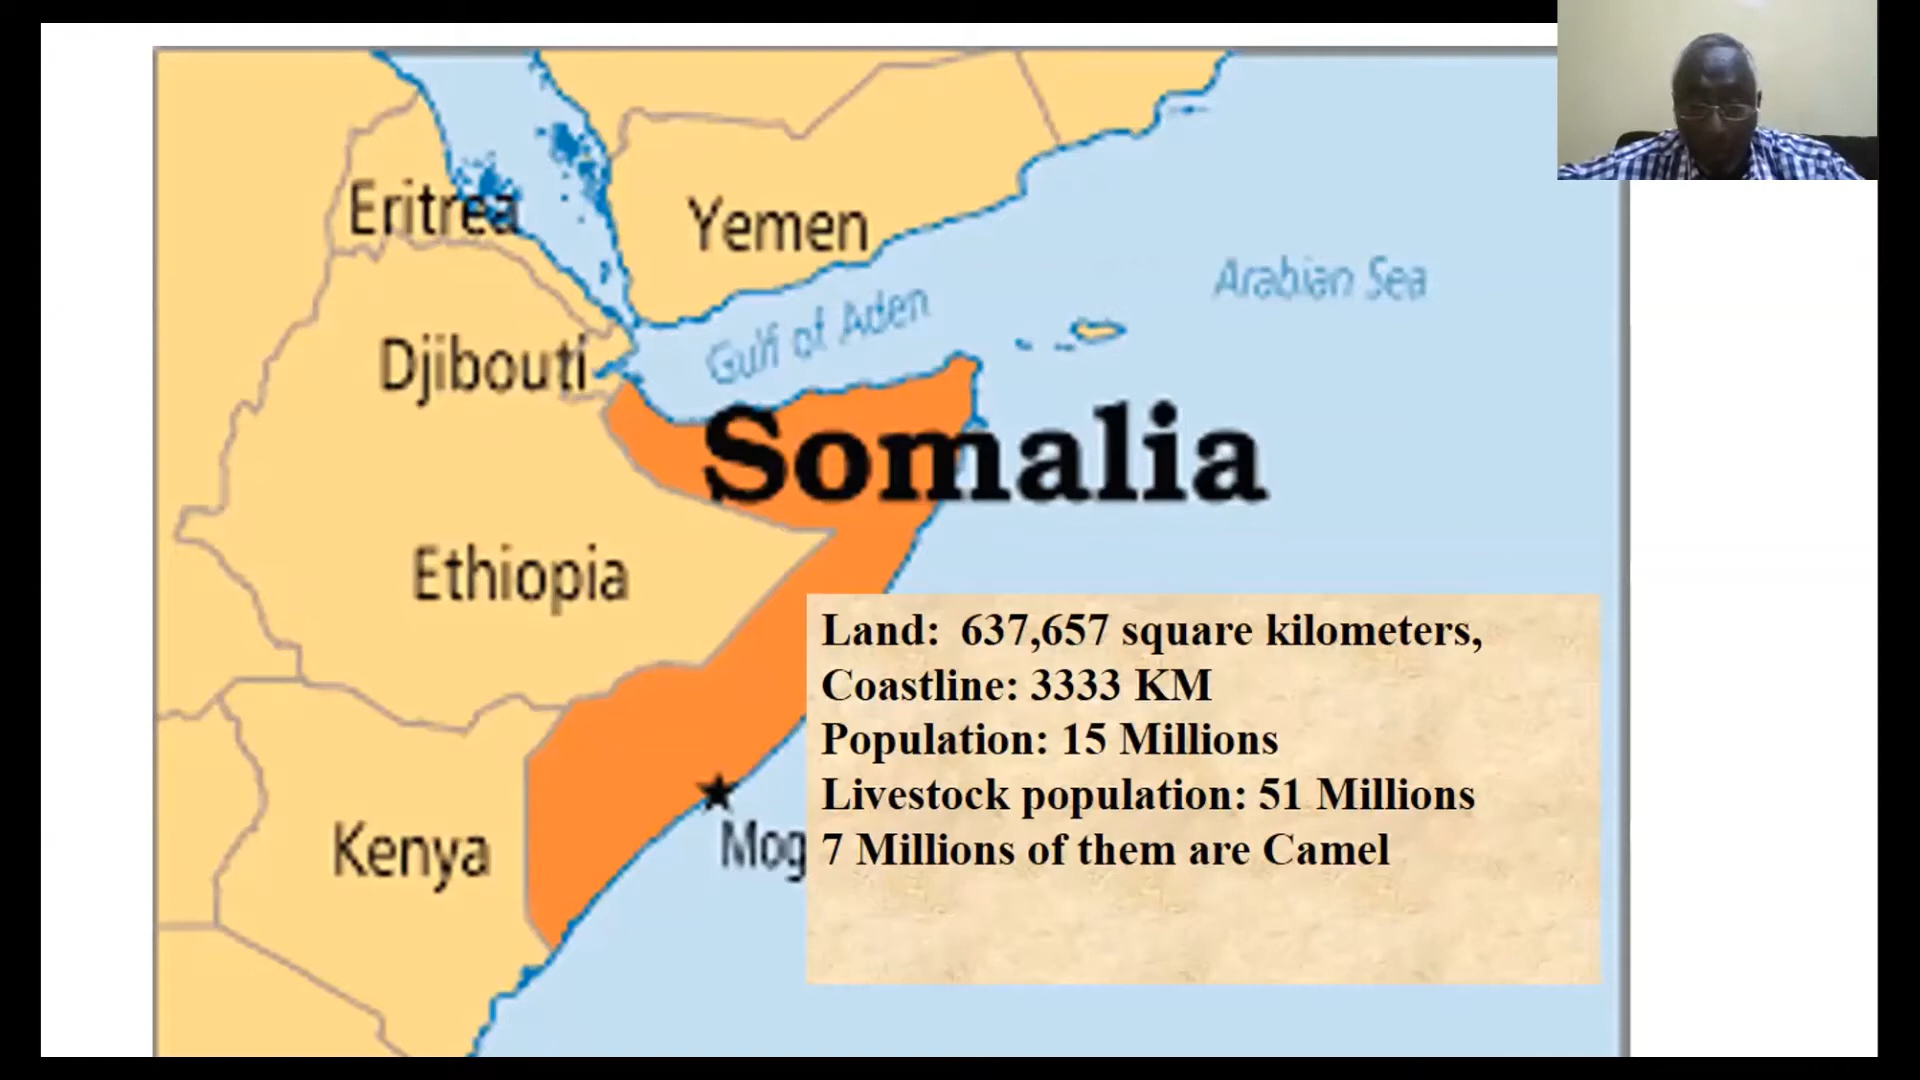 Eritrea
Yemen
Arabian Sea
Gulf of Aden
Djibouti
Somalia
Ethiopia
Land: 637,657 square kilometers,
Coastline: 3333 KM
Population: 15 Millions
Livestock population: 51 Millions
7 Millions of them are Camel
Kenya
Mog